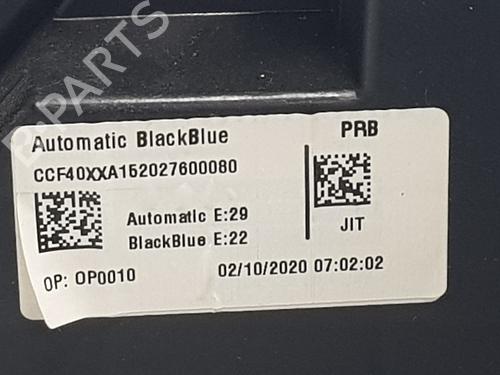 B-PARTS
Automatic BlackBlue
PRB
CCF40XXA152027600080
Automatic E:29
BlackBlue E:22
JIT
OP: OP0010
02/10/2020 07:02:02